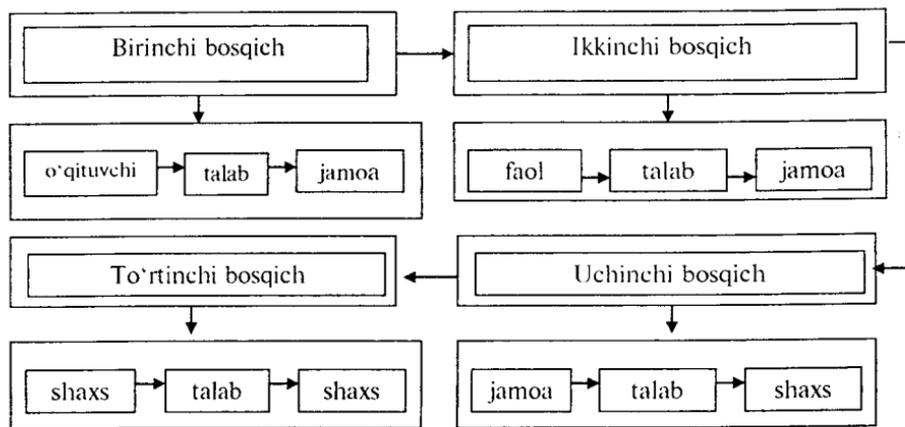 Birinchi bosqich
Ikkinchi bosqich
o‘qituvchi
talab
jamoa
faol
talab
jamoa
To‘rtinchi bosqich
Uchinchi bosqich
shaxs
talab
shaxs
jamoa
talab
shaxs